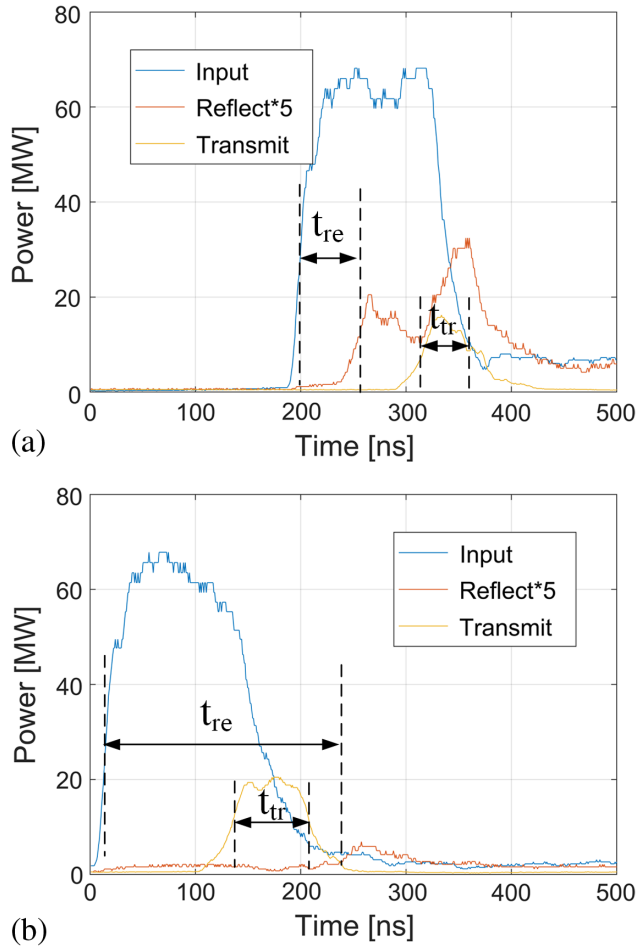 80
60
40
20
0
Power [MW]
Input
Reflect*5
Transmit
t_re
t_tr
0 100 200 300 400 500
(a)
Time [ns]
80
60
40
20
0
Power [MW]
Input
Reflect*5
Transmit
t_re
t_tr
0 100 200 300 400 500
(b)
Time [ns]